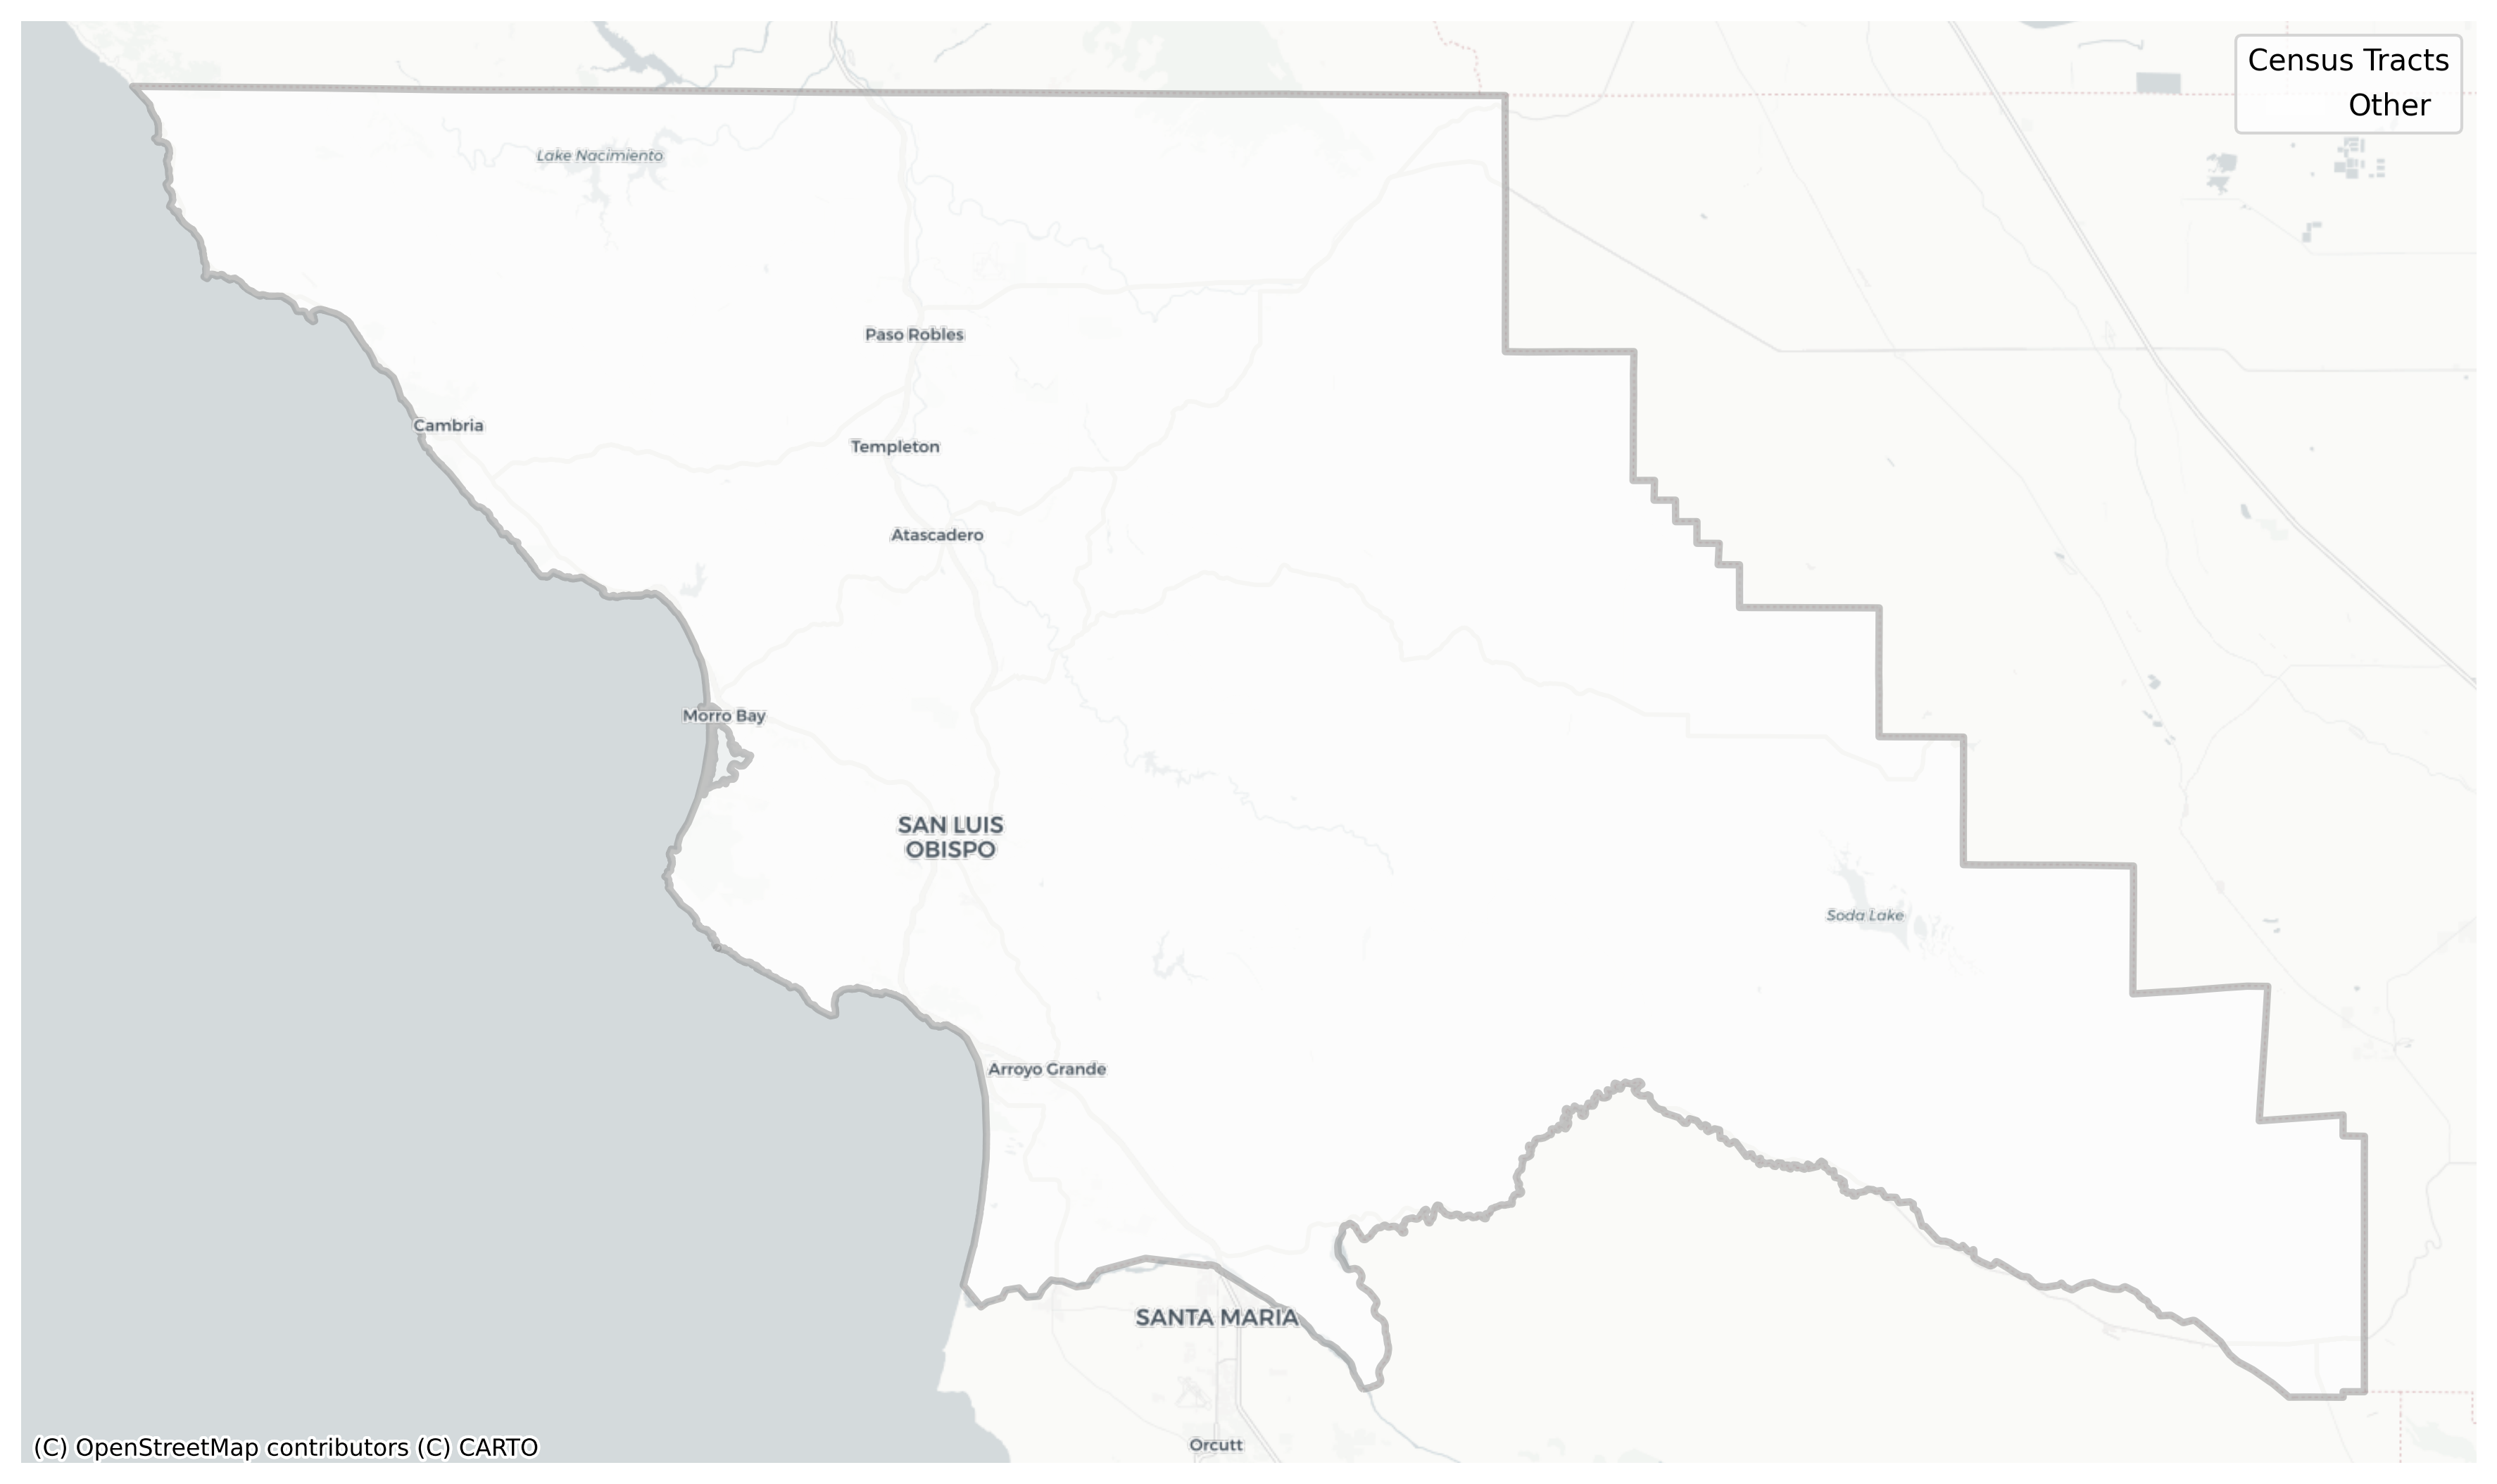 Census Tracts
Other
Lake Nacimiento
Paso Robles
Cambria
Templeton
Atascadero
Morro Bay
SAN LUIS
OBISPO
Soda Lake
Arroyo Grande
SANTA MARIA
Orcutt
(C) OpenStreetMap contributors (C) CARTO